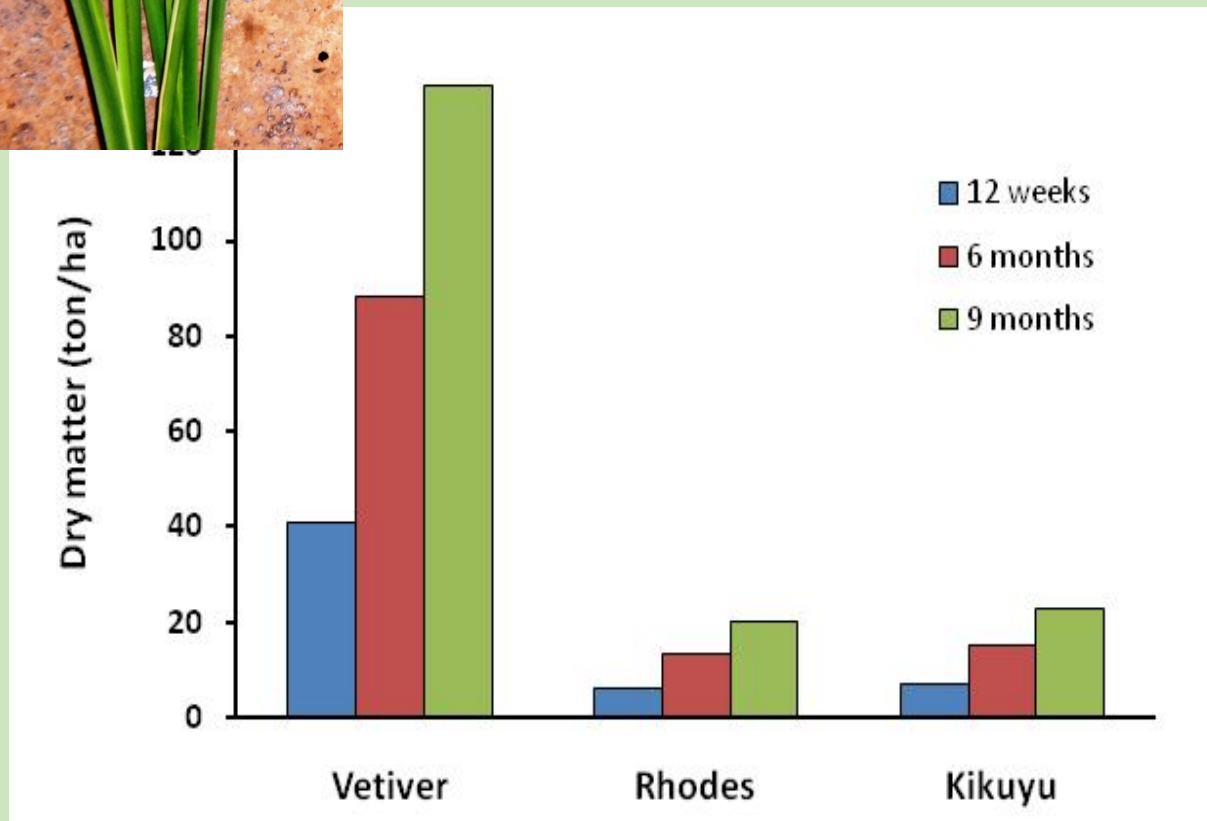 12 weeks
6 months
9 months
Dry matter (ton/ha)
120
100
80
60
40
20
0
Vetiver
Rhodes
Kikuyu